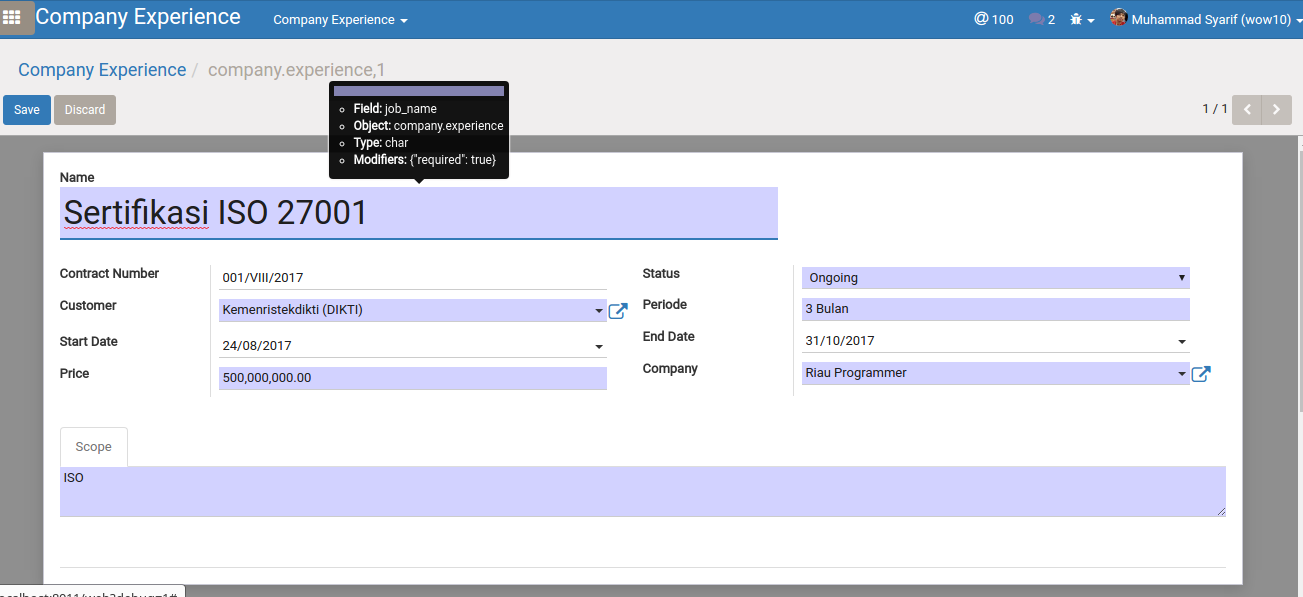 Company Experience Company Experience @ 100 2 Muhammad Syarif (wow10)
Company Experience / company.experience,1
Save Discard 1 / 1
Field: job_name
Object: company.experience
Type: char
Modifiers: {"required": true}
Name
Sertifikasi ISO 27001
Contract Number 001/VIII/2017 Status Ongoing
Customer Kemenristekdikti (DIKTI) Periode 3 Bulan
Start Date 24/08/2017 End Date 31/10/2017
Price 500,000,000.00 Company Riau Programmer
Scope
ISO